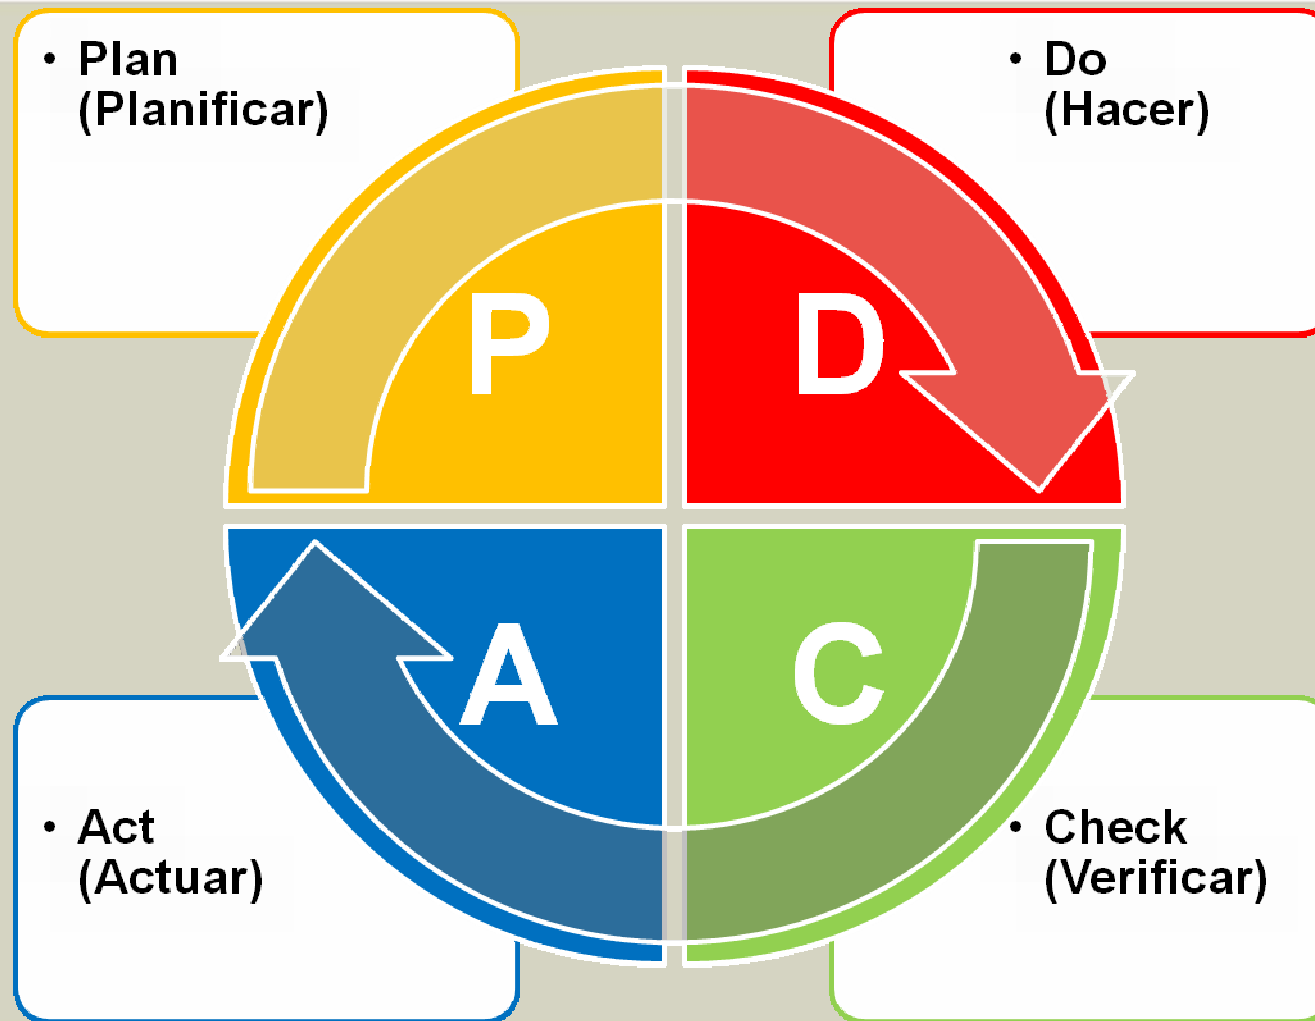 • Plan
(Planificar)
• Do
(Hacer)
P
D
A
C
• Act
(Actuar)
• Check
(Verificar)